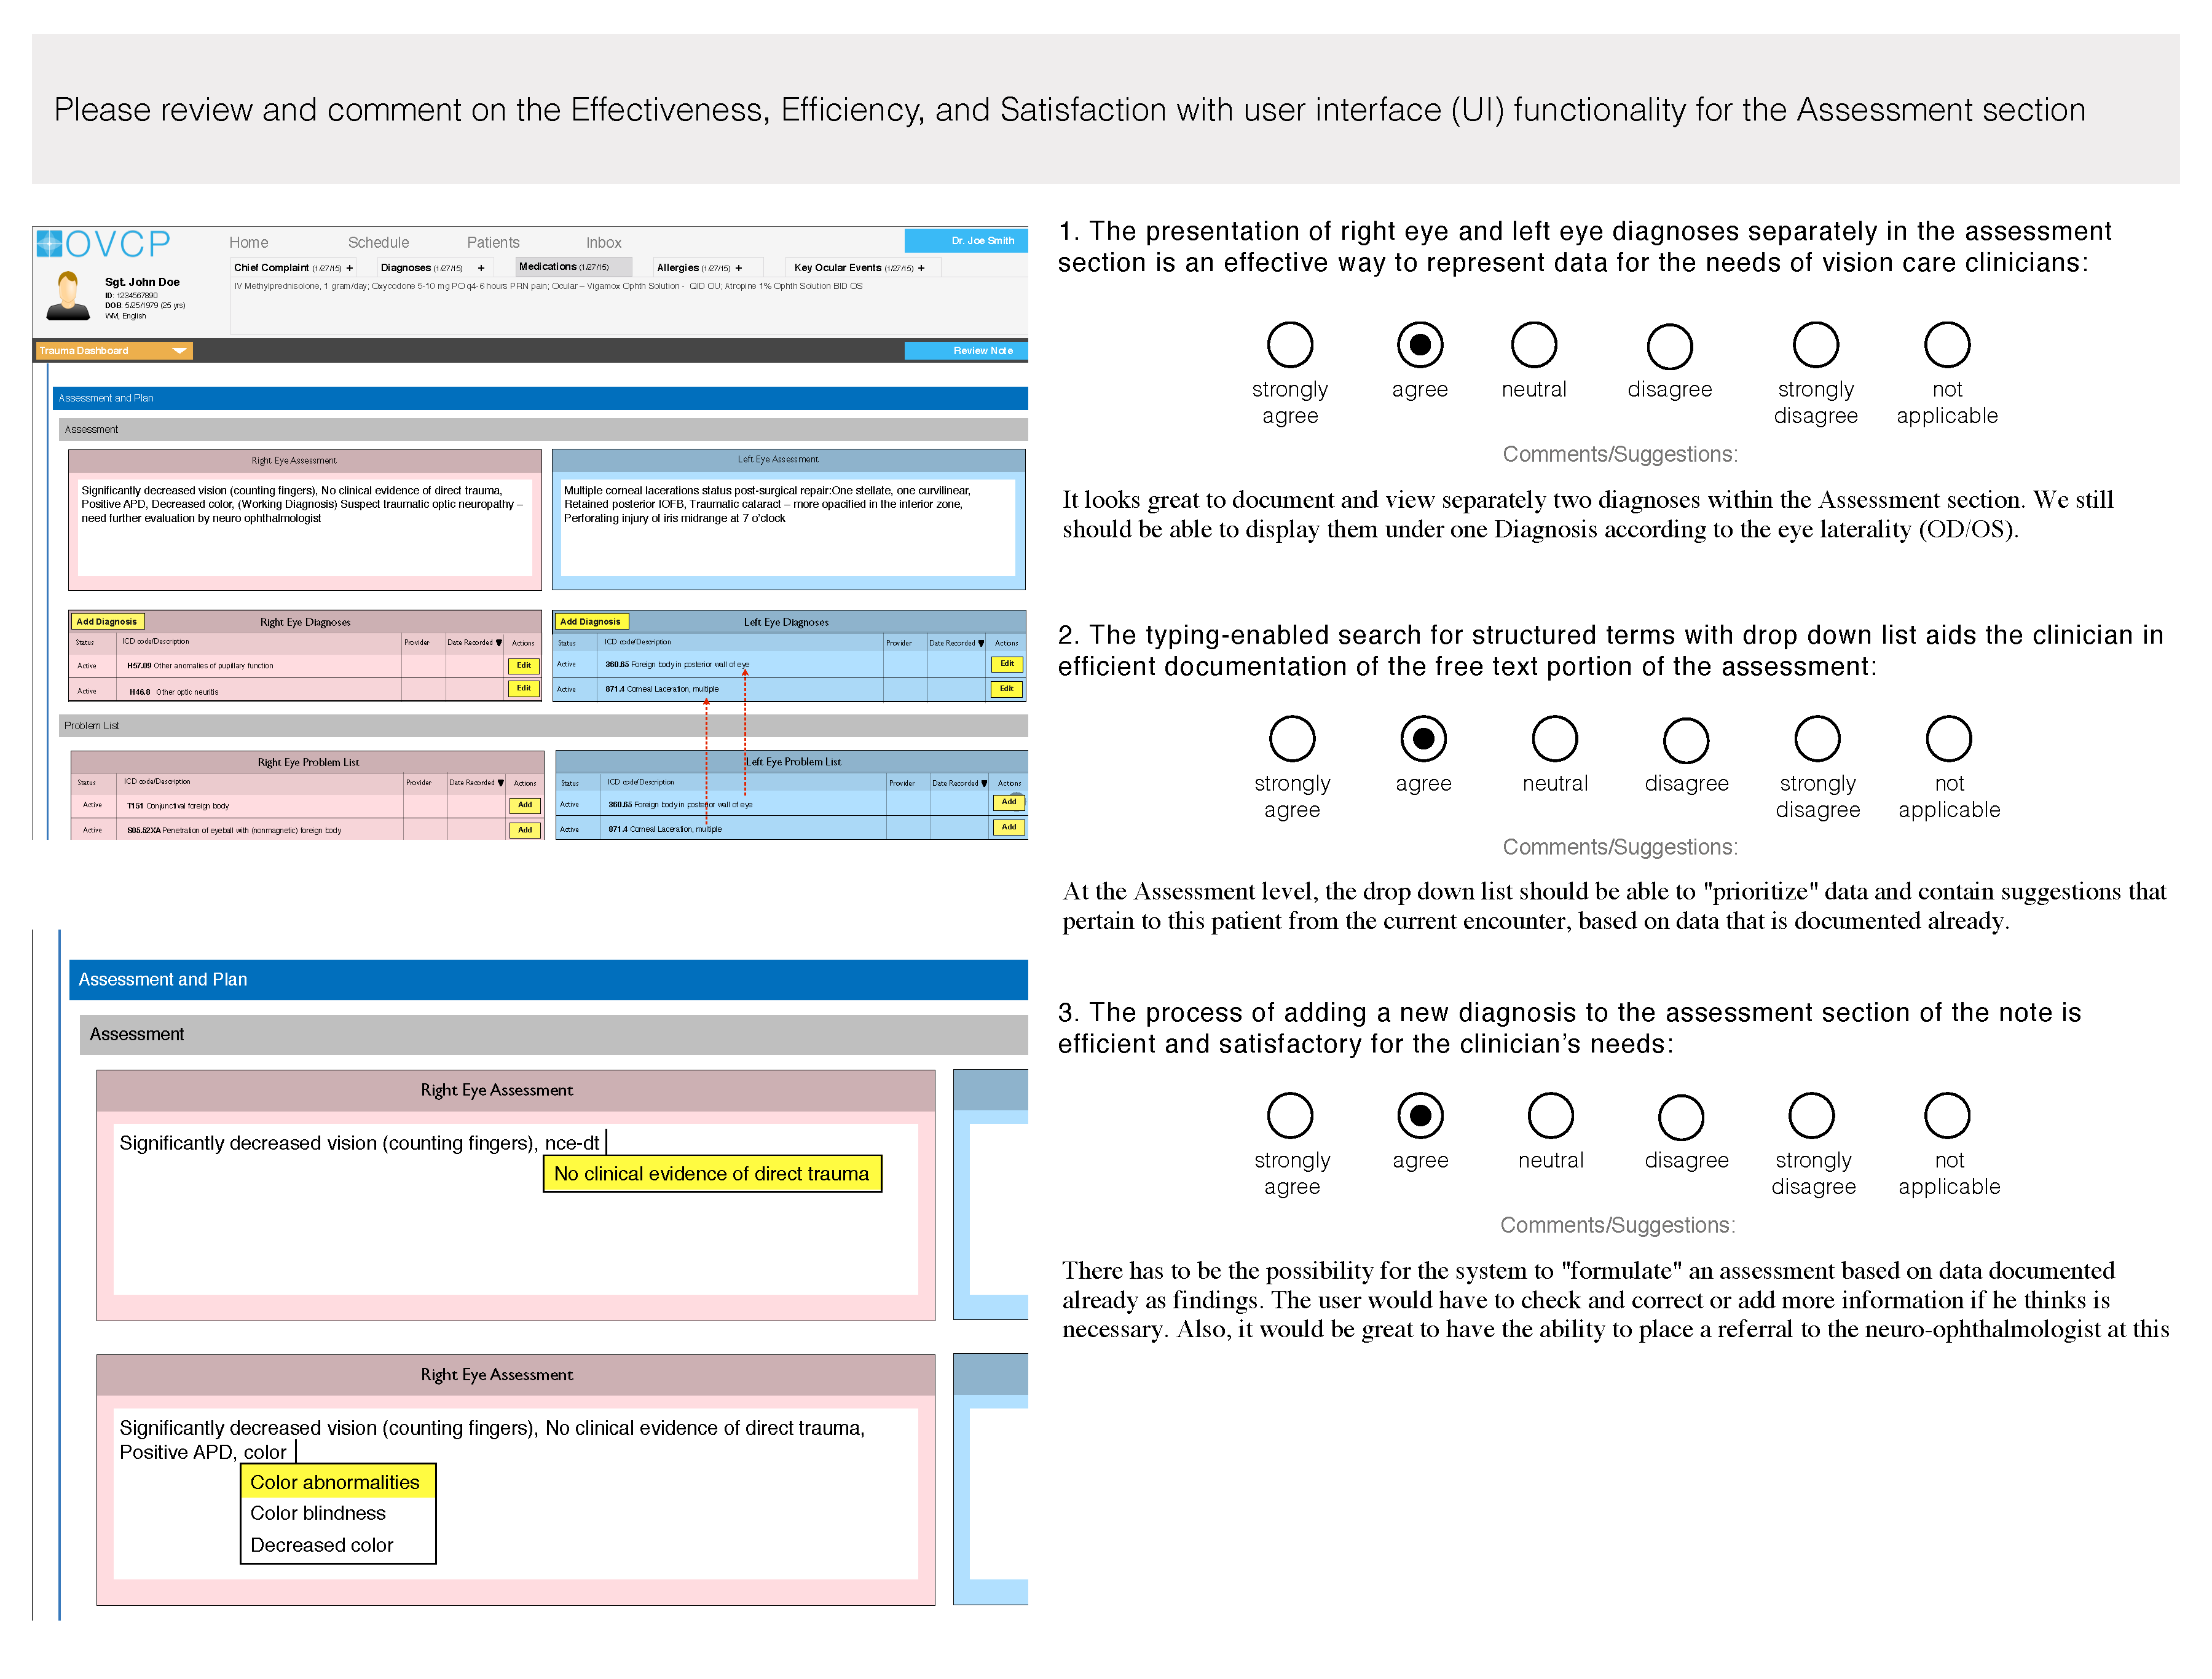 Please review and comment on the Effectiveness, Efficiency, and Satisfaction with user interface (UI) functionality for the Assessment section
OVCP
Home Schedule Patients Inbox
Dr. Joe Smith
Sgt. John Doe
ID: 1234567890
DOB: 5/25/1979 (25 yrs)
WM, English
Chief Complaint (1/27/15) + Diagnoses (1/27/15) + Medications (1/27/15) Allergies (1/27/15) + Key Ocular Events (1/27/15) +
IV Methylprednisolone, 1 gram/day; Oxycodone 5-10 mg PO q4-6 hours PRN pain; Ocular – Vigamox Ophth Solution - QID OU; Atropine 1% Ophth Solution BID OS
Trauma Dashboard
Review Note
Assessment and Plan
Assessment
Right Eye Assessment
Significantly decreased vision (counting fingers), No clinical evidence of direct trauma,
Positive APD, Decreased color, (Working Diagnosis) Suspect traumatic optic neuropathy –
need further evaluation by neuro ophthalmologist
Left Eye Assessment
Multiple corneal lacerations status post-surgical repair:One stellate, one curvilinear,
Retained posterior IOFB, Traumatic cataract – more opacified in the inferior zone,
Perforating injury of iris midrange at 7 o'clock
Add Diagnosis Right Eye Diagnoses
Status ICD code/Description Provider Date Recorded ▼ Actions
Active H57.09 Other anomalies of pupillary function Edit
Active H46.8 Other optic neuritis Edit
Add Diagnosis Left Eye Diagnoses
Status ICD code/Description Provider Date Recorded ▼ Actions
Active 360.65 Foreign body in posterior wall of eye Edit
Active 871.4 Corneal Laceration, multiple Edit
Problem List
Right Eye Problem List
Status ICD code/Description Provider Date Recorded ▼ Actions
Active T151 Conjunctival foreign body Add
Active S05.52XA Penetration of eyeball with (nonmagnetic) foreign body Add
Left Eye Problem List
Status ICD code/Description Provider Date Recorded ▼ Actions
Active 360.65 Foreign body in posterior wall of eye Add
Active 871.4 Corneal Laceration, multiple Add
Assessment and Plan
Assessment
Right Eye Assessment
Significantly decreased vision (counting fingers), nce-dt
No clinical evidence of direct trauma
Right Eye Assessment
Significantly decreased vision (counting fingers), No clinical evidence of direct trauma,
Positive APD, color
Color abnormalities
Color blindness
Decreased color
1. The presentation of right eye and left eye diagnoses separately in the assessment
section is an effective way to represent data for the needs of vision care clinicians:
strongly agree agree neutral disagree strongly disagree not applicable
Comments/Suggestions:
It looks great to document and view separately two diagnoses within the Assessment section. We still
should be able to display them under one Diagnosis according to the eye laterality (OD/OS).
2. The typing-enabled search for structured terms with drop down list aids the clinician in
efficient documentation of the free text portion of the assessment:
strongly agree agree neutral disagree strongly disagree not applicable
Comments/Suggestions:
At the Assessment level, the drop down list should be able to "prioritize" data and contain suggestions that
pertain to this patient from the current encounter, based on data that is documented already.
3. The process of adding a new diagnosis to the assessment section of the note is
efficient and satisfactory for the clinician's needs:
strongly agree agree neutral disagree strongly disagree not applicable
Comments/Suggestions:
There has to be the possibility for the system to "formulate" an assessment based on data documented
already as findings. The user would have to check and correct or add more information if he thinks is
necessary. Also, it would be great to have the ability to place a referral to the neuro-ophthalmologist at this